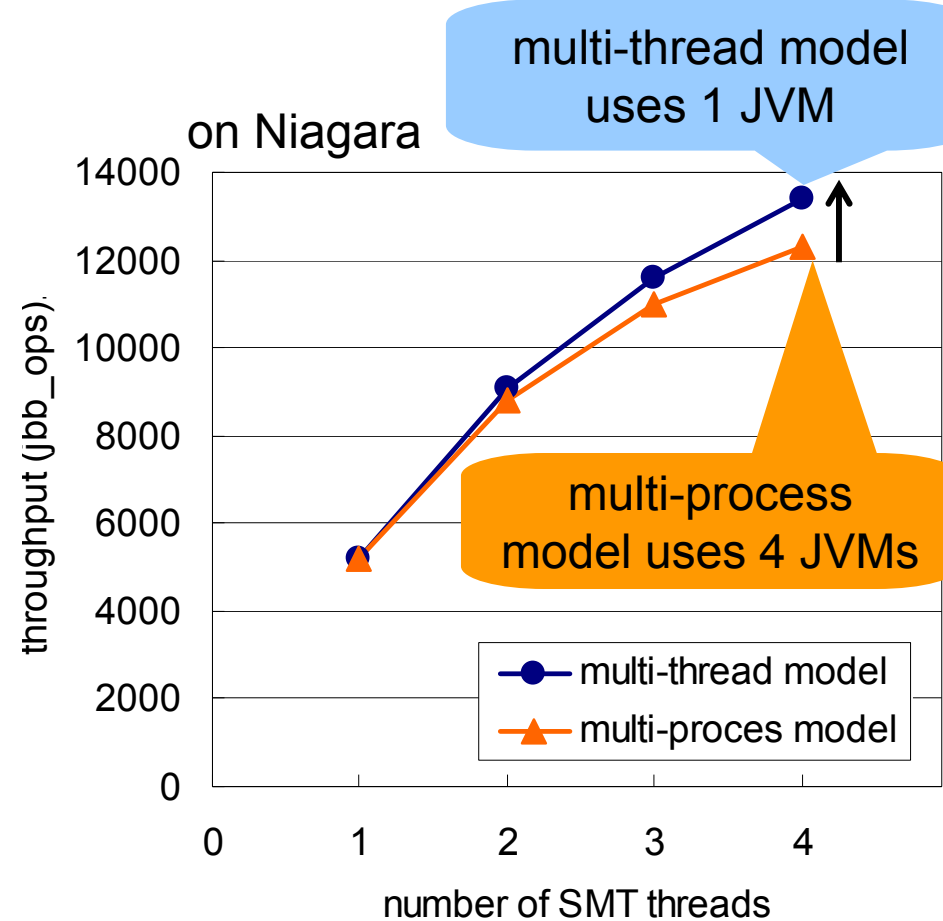 multi-thread model
uses 1 JVM
on Niagara
14000
12000
10000
8000
6000
4000
2000
0
throughput (jbb_ops).
multi-process
model uses 4 JVMs
multi-thread model
multi-proces model
0 1 2 3 4
number of SMT threads